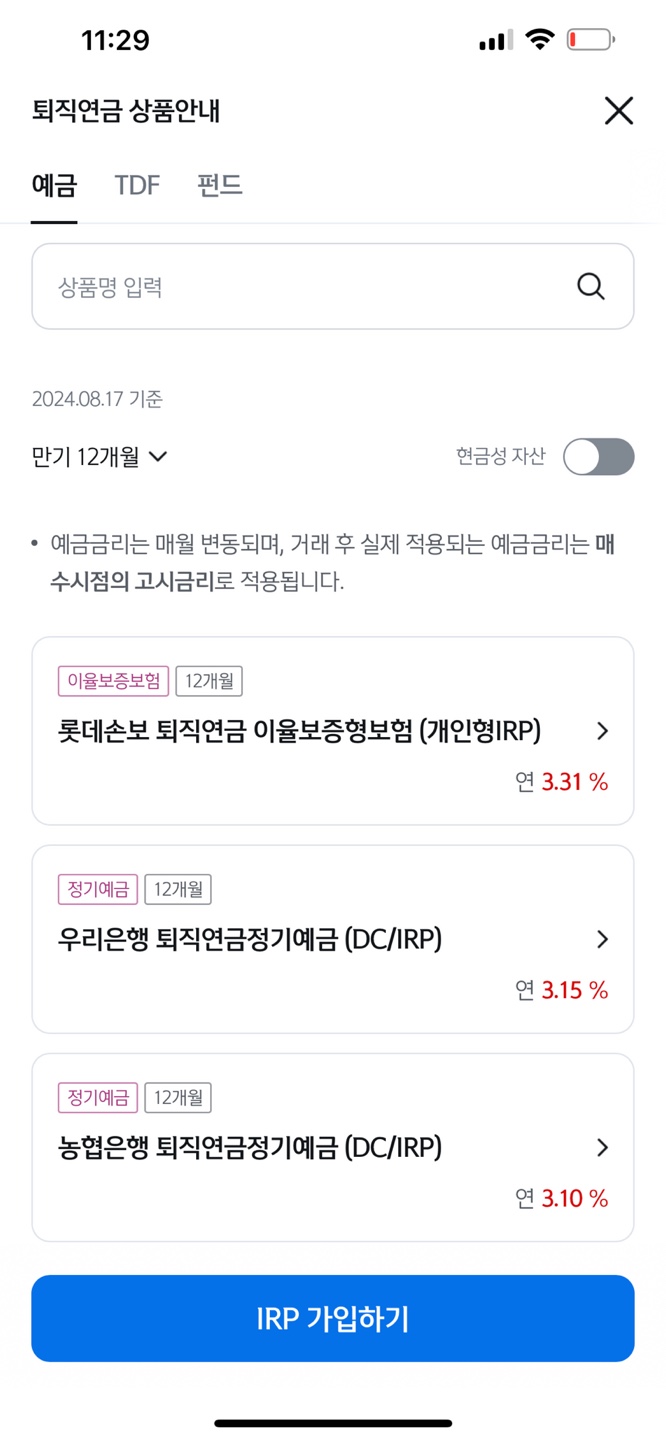 11:29
퇴직연금 상품안내
예금 TDF 펀드
상품명 입력
2024.08.17 기준
만기 12개월
현금성 자산
• 예금금리는 매월 변동되며, 거래 후 실제 적용되는 예금금리는 매
수시점의 고시금리로 적용됩니다.
이율보증보험 12개월
롯데손보 퇴직연금 이율보증형보험 (개인형IRP)
연 3.31 %
정기예금 12개월
우리은행 퇴직연금정기예금 (DC/IRP)
연 3.15 %
정기예금 12개월
농협은행 퇴직연금정기예금 (DC/IRP)
연 3.10 %
IRP 가입하기